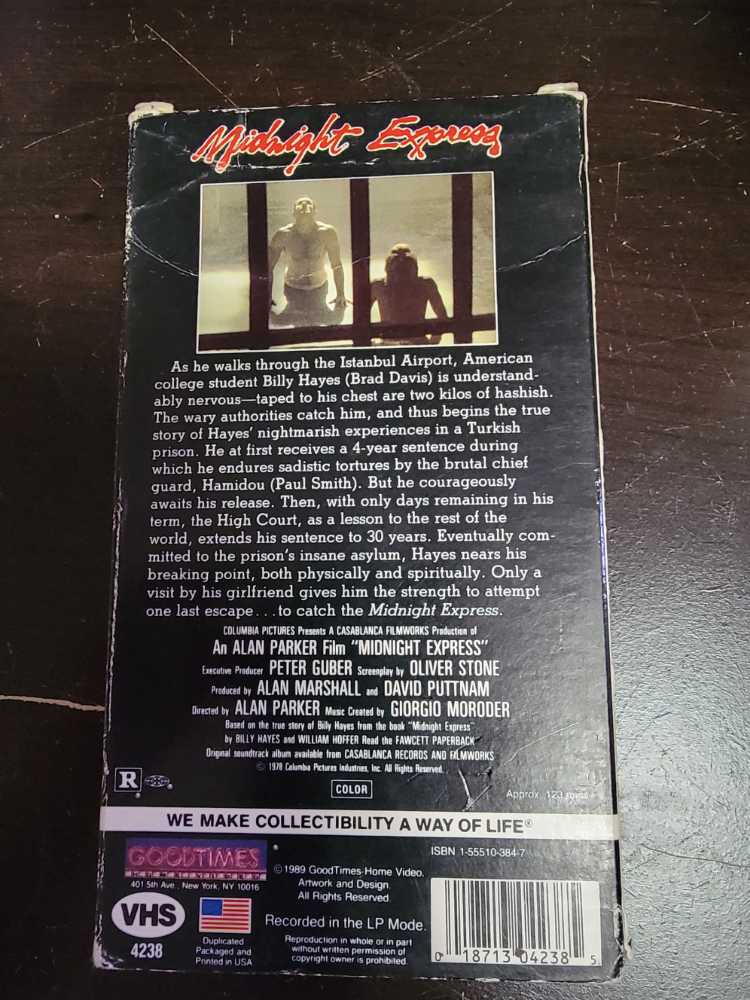 Midnight Express
As he walks through the Istanbul Airport, American
college student Billy Hayes (Brad Davis) is understand-
ably nervous—taped to his chest are two kilos of hashish.
The wary authorities catch him, and thus begins the true
story of Hayes' nightmarish experiences in a Turkish
prison. He at first receives a 4-year sentence during
which he endures sadistic tortures by the brutal chief
guard, Hamidou (Paul Smith). But he courageously
awaits his release. Then, with only days remaining in his
term, the High Court, as a lesson to the rest of the
world, extends his sentence to 30 years. Eventually com-
mitted to the prison's insane asylum, Hayes nears his
breaking point, both physically and spiritually. Only a
visit by his girlfriend gives him the strength to attempt
one last escape...to catch the Midnight Express.
COLUMBIA PICTURES Presents A CASABLANCA FILMWORKS Production of
An ALAN PARKER Film "MIDNIGHT EXPRESS"
Executive Producer PETER GUBER Screenplay by OLIVER STONE
Produced by ALAN MARSHALL and DAVID PUTTNAM
Directed by ALAN PARKER Music Created by GIORGIO MORODER
Based on the true story of Billy Hayes from the book "Midnight Express"
by BILLY HAYES and WILLIAM HOFFER Read the FAWCETT PAPERBACK
Original soundtrack album available from CASABLANCA RECORDS AND FILMWORKS
© 1978 Columbia Pictures Industries, Inc. All Rights Reserved.
R
COLOR
Approx. 123 mins.
WE MAKE COLLECTIBILITY A WAY OF LIFE®
GOODTIMES
HOME VIDEO
401 5th Ave., New York, NY 10016
VHS
4238
Duplicated
Packaged and
Printed in USA
© 1989 GoodTimes Home Video.
Artwork and Design.
All Rights Reserved.
Recorded in the LP Mode.
Reproduction in whole or in part
without written permission of
copyright owner is prohibited.
ISBN 1-55510-384-7
0 18713 04238 5